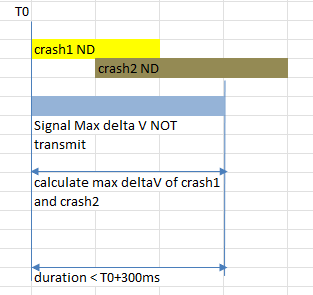 T0
crash1 ND
crash2 ND
Signal Max delta V NOT
transmit
calculate max deltaV of crash1
and crash2
duration < T0+300ms